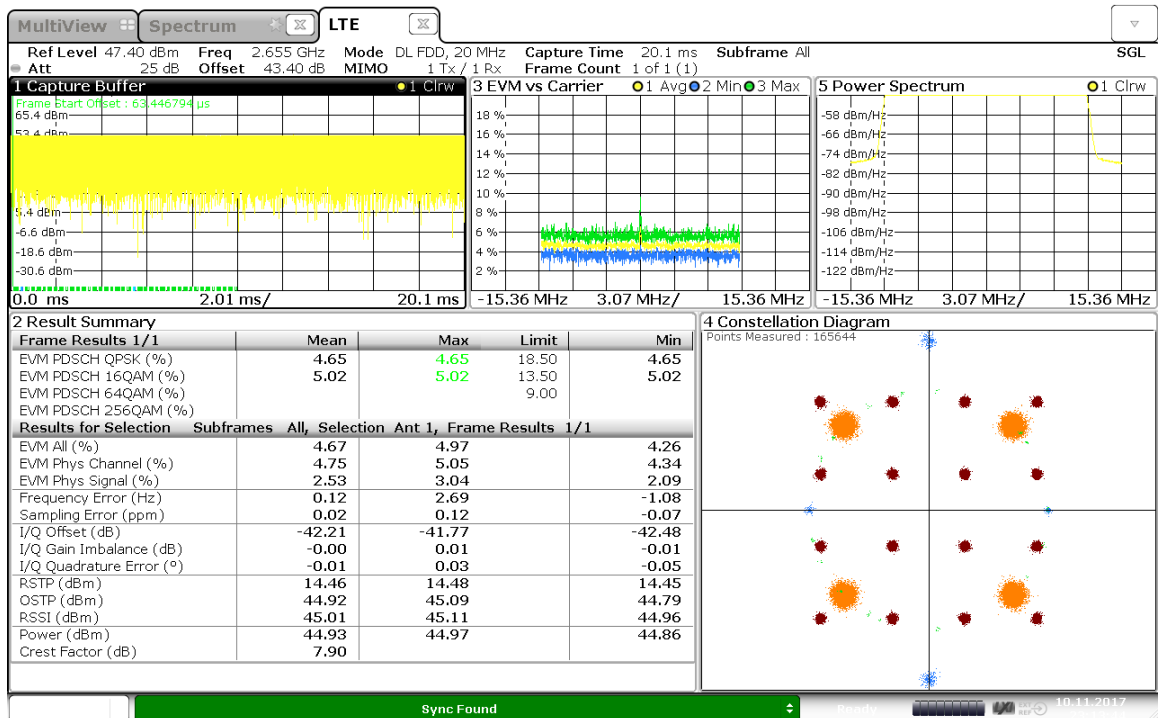 MultiView Spectrum LTE
Ref Level 47.40 dBm Freq 2.655 GHz Mode DL FDD, 20 MHz Capture Time 20.1 ms Subframe All SGL
Att 25 dB Offset 43.40 dB MIMO 1 Tx / 1 Rx Frame Count 1 of 1 (1)
1 Capture Buffer 1 Clrw
Frame Start Offset : 63.446794 µs
65.4 dBm
53.4 dBm
5.4 dBm
-6.6 dBm
-18.6 dBm
-30.6 dBm
0.0 ms 2.01 ms/ 20.1 ms
3 EVM vs Carrier 1 Avg 2 Min 3 Max
18 %
16 %
14 %
12 %
10 %
8 %
6 %
4 %
2 %
-15.36 MHz 3.07 MHz/ 15.36 MHz
5 Power Spectrum 1 Clrw
-58 dBm/Hz
-66 dBm/Hz
-74 dBm/Hz
-82 dBm/Hz
-90 dBm/Hz
-98 dBm/Hz
-106 dBm/Hz
-114 dBm/Hz
-122 dBm/Hz
-15.36 MHz 3.07 MHz/ 15.36 MHz
2 Result Summary
Frame Results 1/1 Mean Max Limit Min
EVM PDSCH QPSK (%) 4.65 4.65 18.50 4.65
EVM PDSCH 16QAM (%) 5.02 5.02 13.50 5.02
EVM PDSCH 64QAM (%) 9.00
EVM PDSCH 256QAM (%)
Results for Selection Subframes All, Selection Ant 1, Frame Results 1/1
EVM All (%) 4.67 4.97 4.26
EVM Phys Channel (%) 4.75 5.05 4.34
EVM Phys Signal (%) 2.53 3.04 2.09
Frequency Error (Hz) 0.12 2.69 -1.08
Sampling Error (ppm) 0.02 0.12 -0.07
I/Q Offset (dB) -42.21 -41.77 -42.48
I/Q Gain Imbalance (dB) -0.00 0.01 -0.01
I/Q Quadrature Error (°) -0.01 0.03 -0.05
RSTP (dBm) 14.46 14.48 14.45
OSTP (dBm) 44.92 45.09 44.79
RSSI (dBm) 45.01 45.11 44.96
Power (dBm) 44.93 44.97 44.86
Crest Factor (dB) 7.90
4 Constellation Diagram
Points Measured : 165644
Sync Found Ready 10.11.2017